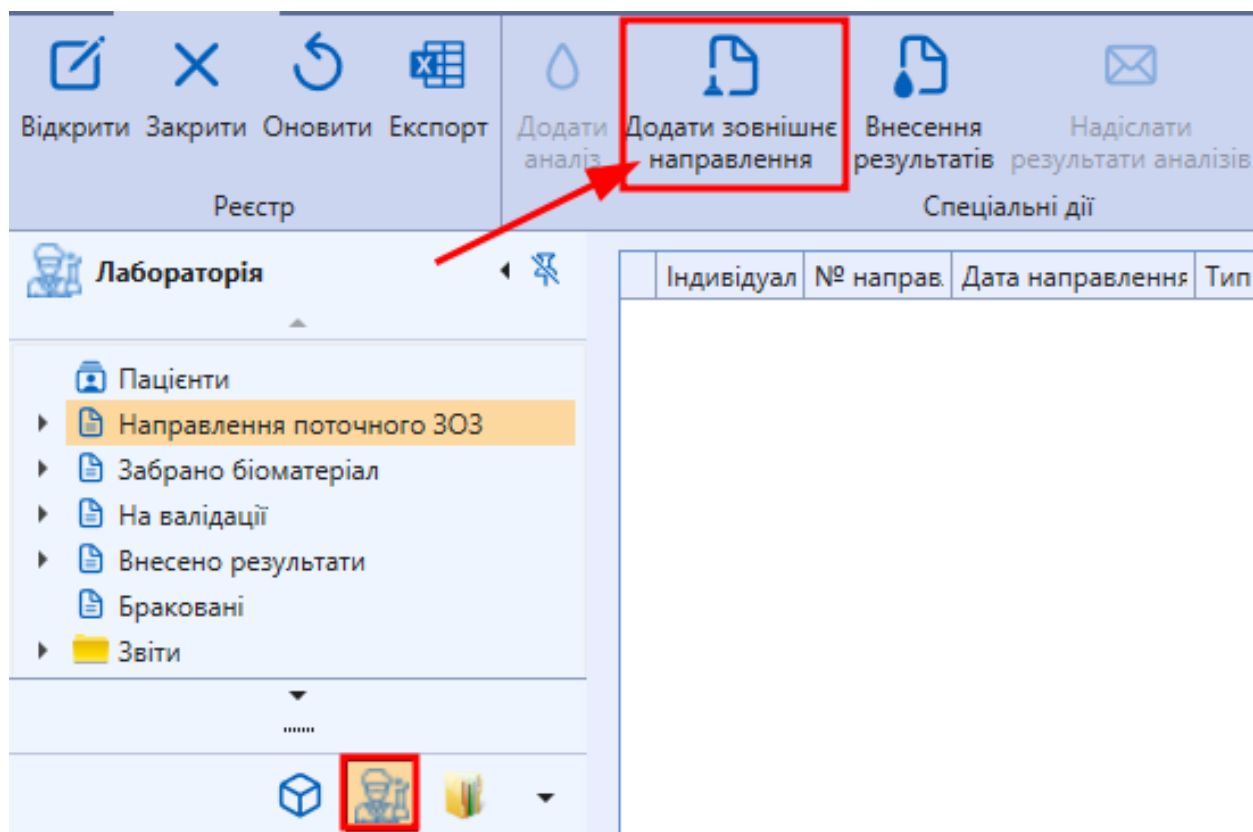 Відкрити Закрити Оновити Експорт
Додати аналіз
Додати зовнішнє направлення
Внесення результатів
Надіслати результати аналізів
Реєстр
Спеціальні дії
Лабораторія
Індивідуал № направ. Дата направлення Тип
Пацієнти
Направлення поточного ЗОЗ
Забрано біоматеріал
На валідації
Внесено результати
Браковані
Звіти